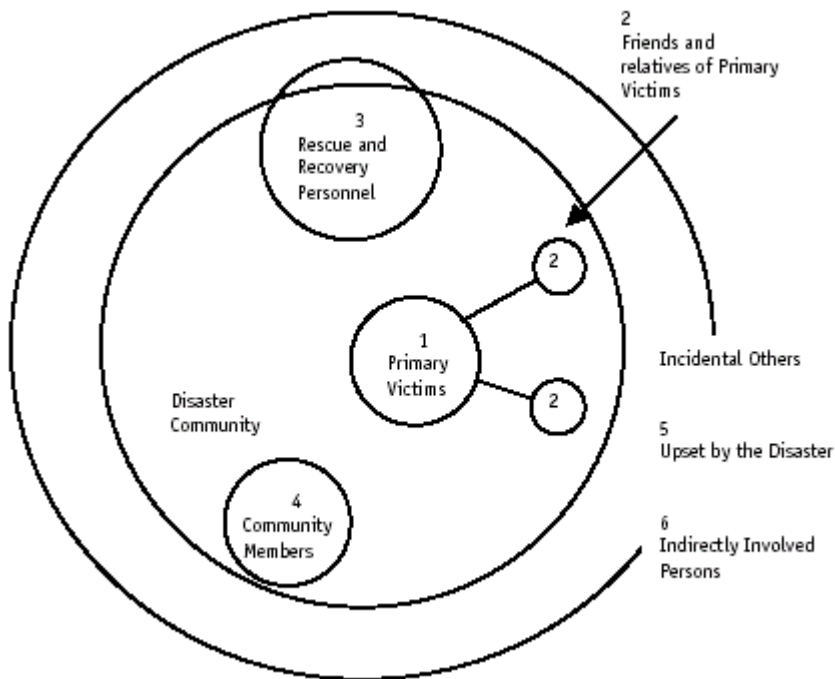 2
Friends and
relatives of Primary
Victims
3
Rescue and
Recovery
Personnel
2
1
Primary
Victims
2
Incidental Others
Disaster
Community
5
Upset by the Disaster
4
Community
Members
6
Indirectly Involved
Persons